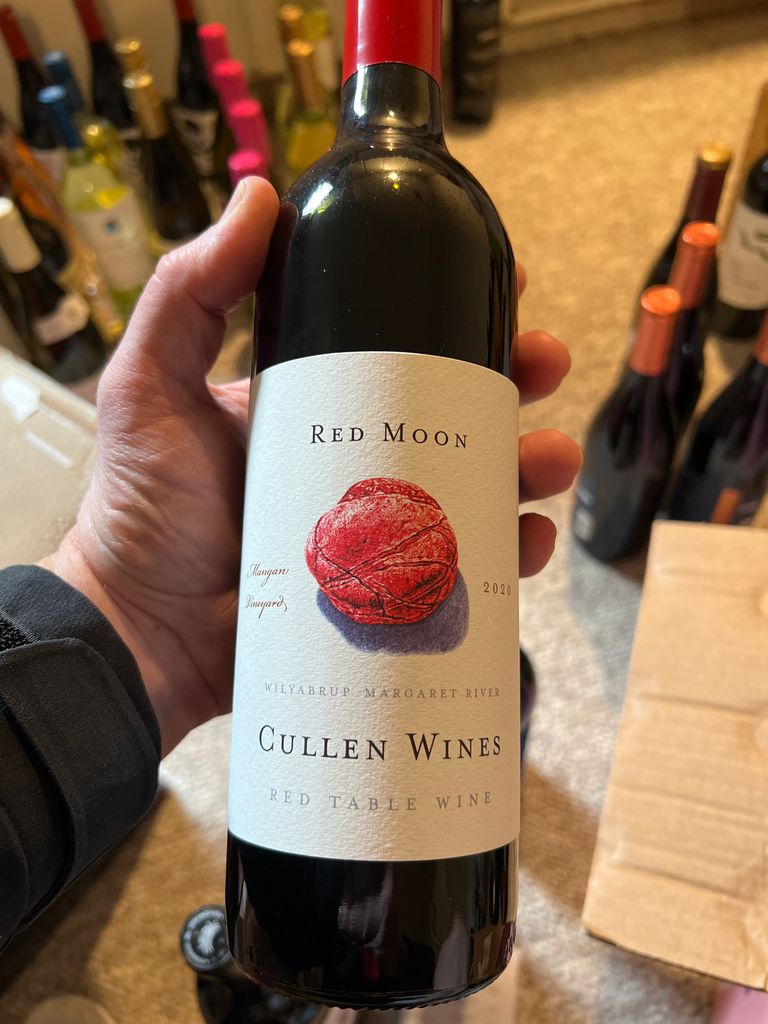 RED MOON
Mangan
Vineyard
2020
WILYABRUP MARGARET RIVER
CULLEN WINES
RED TABLE WINE